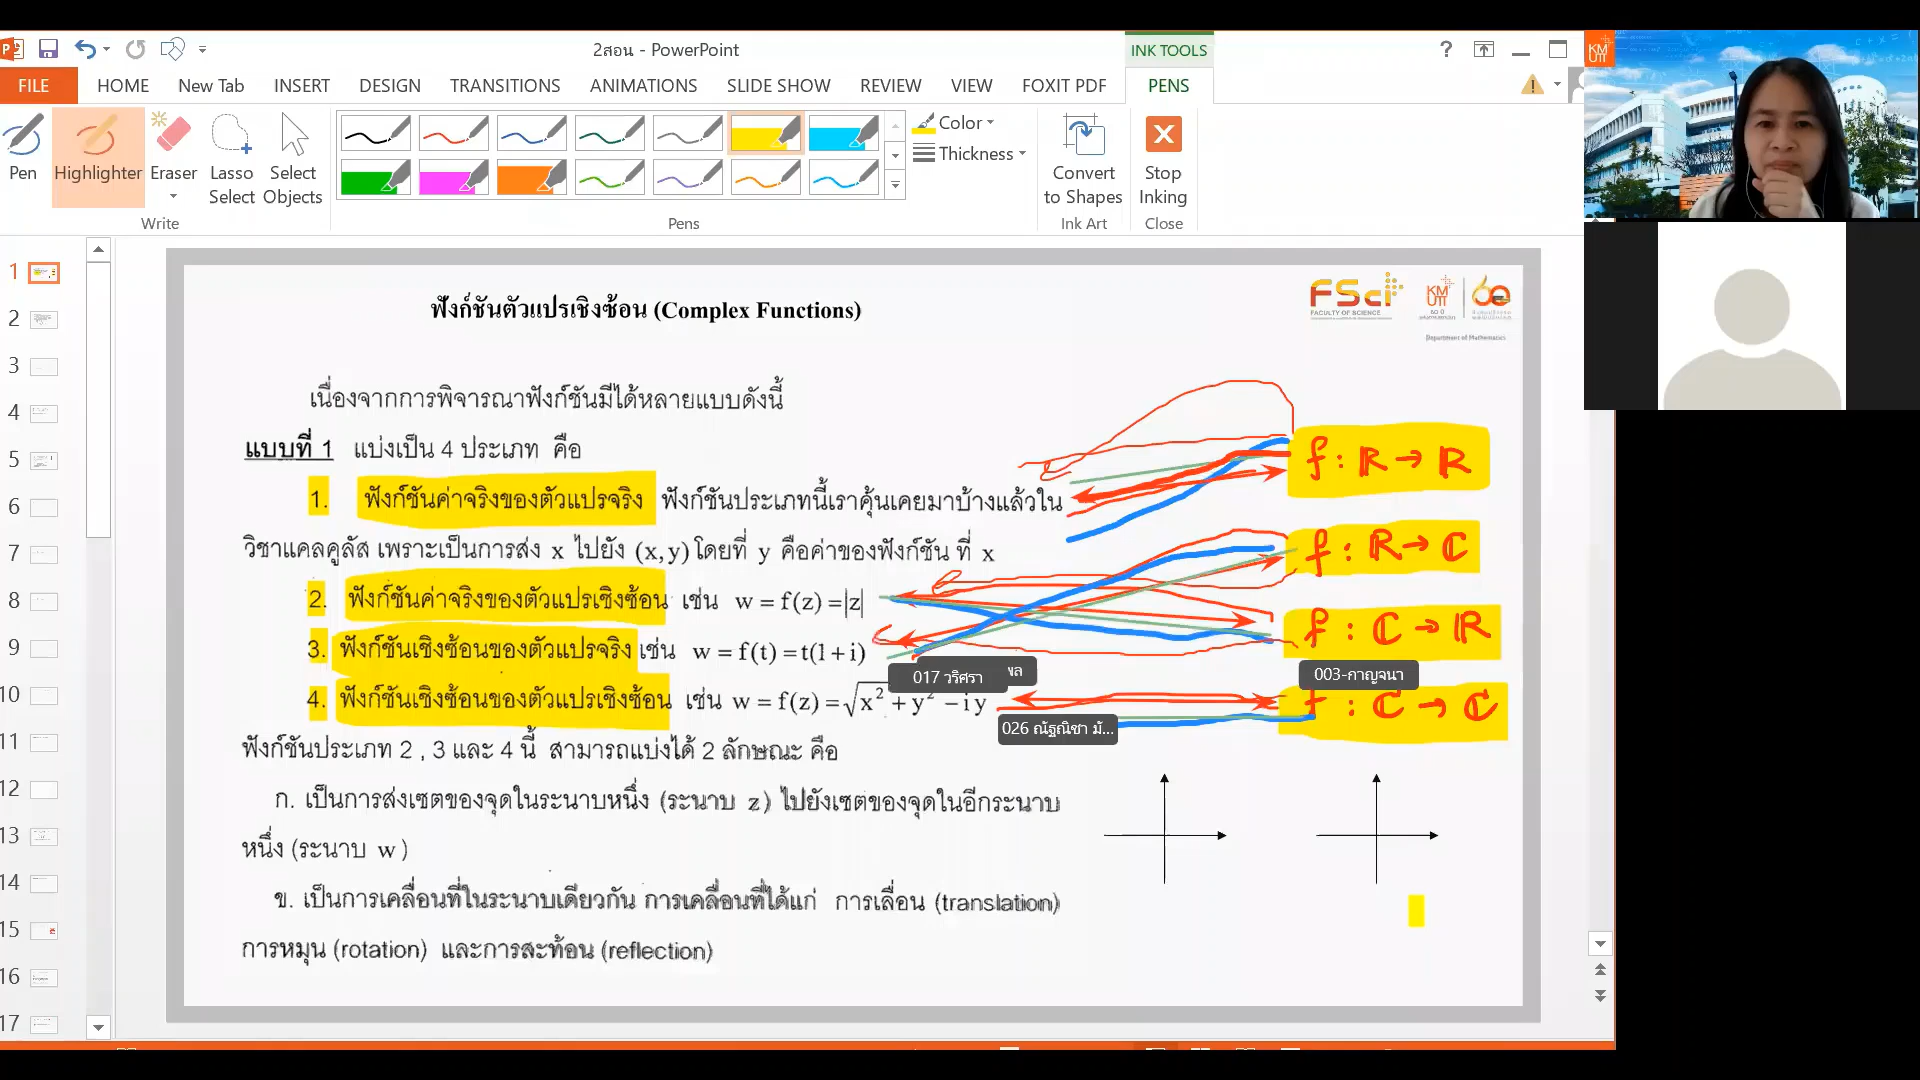 2สอน - PowerPoint
INK TOOLS
?
FILE HOME New Tab INSERT DESIGN TRANSITIONS ANIMATIONS SLIDE SHOW REVIEW VIEW FOXIT PDF PENS
Pen Highlighter Eraser Lasso Select Select Objects
Color
Thickness
Convert to Shapes
Stop Inking
Write Pens Ink Art Close
1
2
3
4
5
6
7
8
9
10
11
12
13
14
15
16
17
KMUTT
FSci
FACULTY OF SCIENCE
KMUTT
Department of Mathematics
ฟังก์ชันตัวแปรเชิงซ้อน (Complex Functions)
เนื่องจากการพิจารณาฟังก์ชันมีได้หลายแบบดังนี้
แบบที่ 1 แบ่งเป็น 4 ประเภท คือ
1. ฟังก์ชันค่าจริงของตัวแปรจริง ฟังก์ชันประเภทนี้เราคุ้นเคยมาบ้างแล้วใน
วิชาแคลคูลัส เพราะเป็นการส่ง x ไปยัง (x,y) โดยที่ y คือค่าของฟังก์ชัน ที่ x
2. ฟังก์ชันค่าจริงของตัวแปรเชิงซ้อน เช่น w = f(z) = |z|
3. ฟังก์ชันเชิงซ้อนของตัวแปรจริง เช่น w = f(t) = t(1 + i)
4. ฟังก์ชันเชิงซ้อนของตัวแปรเชิงซ้อน เช่น w = f(z) = √x² + y² − i y
ฟังก์ชันประเภท 2 , 3 และ 4 นี้ สามารถแบ่งได้ 2 ลักษณะ คือ
ก. เป็นการส่งเซตของจุดในระนาบหนึ่ง (ระนาบ z) ไปยังเซตของจุดในอีกระนาบ
หนึ่ง (ระนาบ w)
ข. เป็นการเคลื่อนที่ในระนาบเดียวกัน การเคลื่อนที่ได้แก่ การเลื่อน (translation)
การหมุน (rotation) และการสะท้อน (reflection)
f : ℝ → ℝ
f : ℝ → ℂ
f : ℂ → ℝ
f : ℂ → ℂ
017 วริศรา
003-กาญจนา
026 ณัฐณิชา มั...